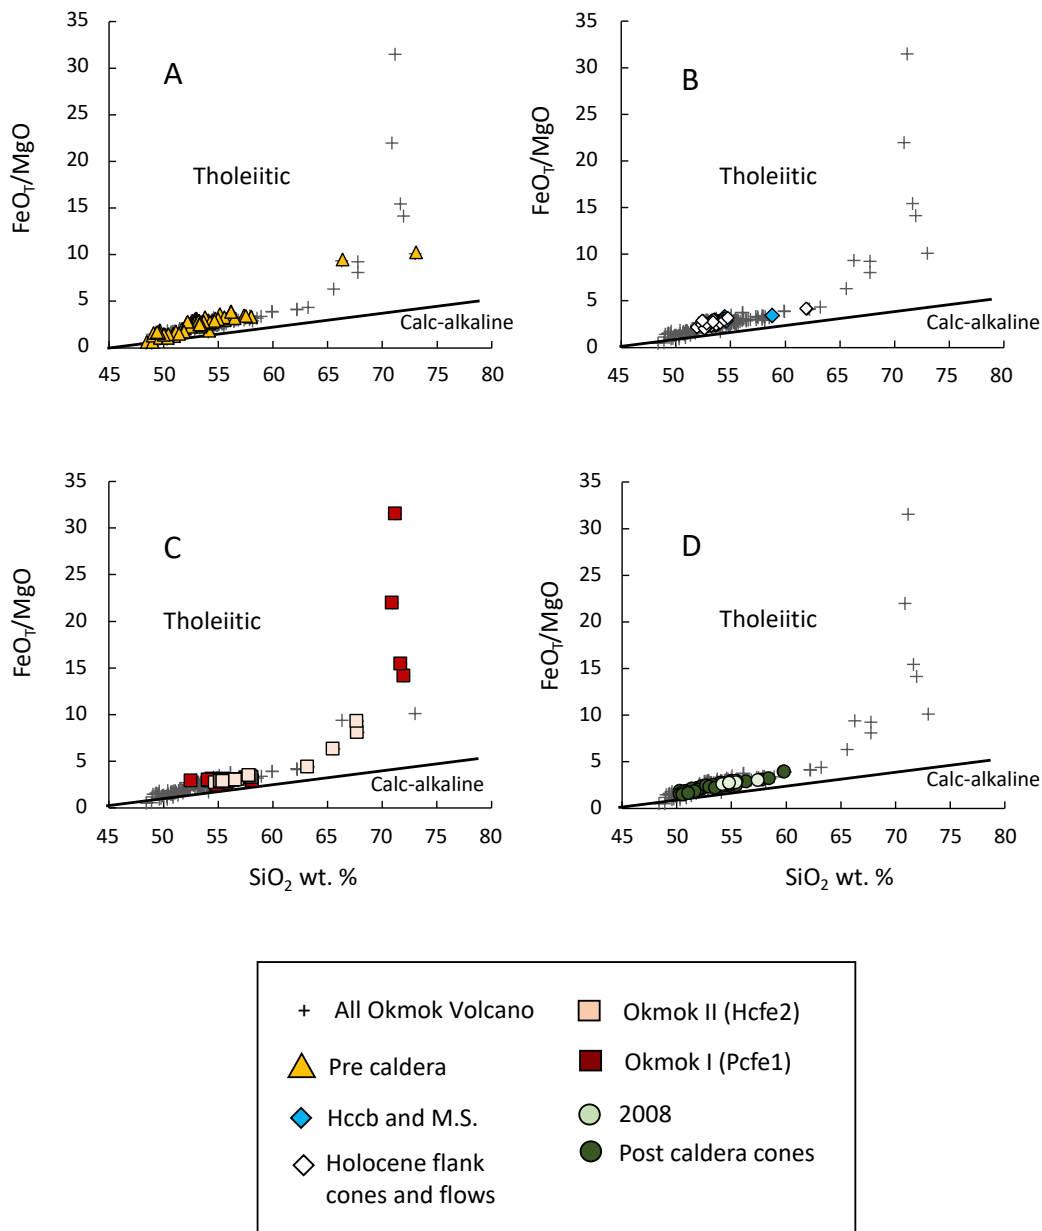 A
FeO_T/MgO
35
30
25
20
15
10
5
0
Tholeiitic
Calc-alkaline
45 50 55 60 65 70 75 80
B
FeO_T/MgO
35
30
25
20
15
10
5
0
Tholeiitic
Calc-alkaline
45 50 55 60 65 70 75 80
C
FeO_T/MgO
35
30
25
20
15
10
5
0
Tholeiitic
Calc-alkaline
45 50 55 60 65 70 75 80
SiO₂ wt. %
D
FeO_T/MgO
35
30
25
20
15
10
5
0
Tholeiitic
Calc-alkaline
45 50 55 60 65 70 75 80
SiO₂ wt. %
All Okmok Volcano
Pre caldera
Hccb and M.S.
Holocene flank
cones and flows
Okmok II (Hcfe2)
Okmok I (Pcfe1)
2008
Post caldera cones